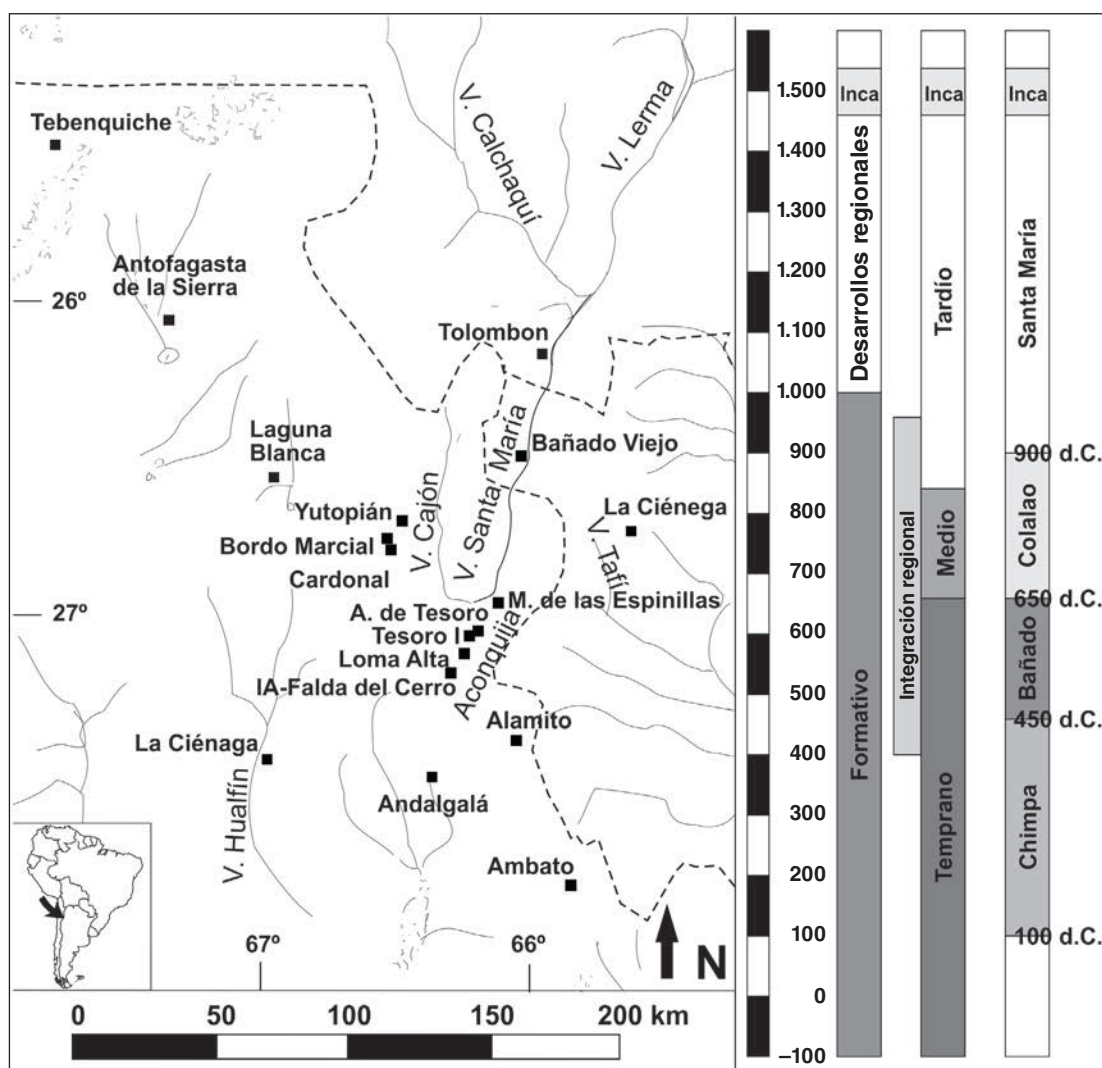 Tebenquiche
Antofagasta
de la Sierra
26º
Laguna
Blanca
V. Calchaquí
V. Lerma
Tolombon
Bañado Viejo
V. Santa María
V. Cajón
Yutopián
Bordo Marcial
Cardonal
La Ciénega
V. Tafí
27º
M. de las Espinillas
A. de Tesoro
Tesoro I
Loma Alta
IA-Falda del Cerro
Aconquija
Alamito
La Ciénaga
V. Hualfín
Andalgalá
Ambato
67º
66º
N
0 50 100 150 200 km
1.500
1.400
1.300
1.200
1.100
1.000
900
800
700
600
500
400
300
200
100
0
−100
Inca
Desarrollos regionales
Formativo
Integración regional
Inca
Tardío
Medio
Temprano
Inca
Santa María
900 d.C.
Colalao
650 d.C.
Bañado
450 d.C.
Chimpa
100 d.C.